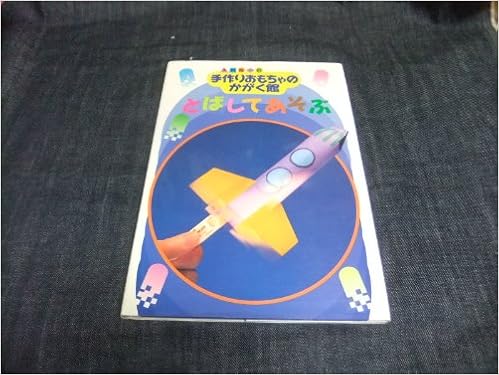 手作りおもちゃの
かがく館
とばしてあそぶ